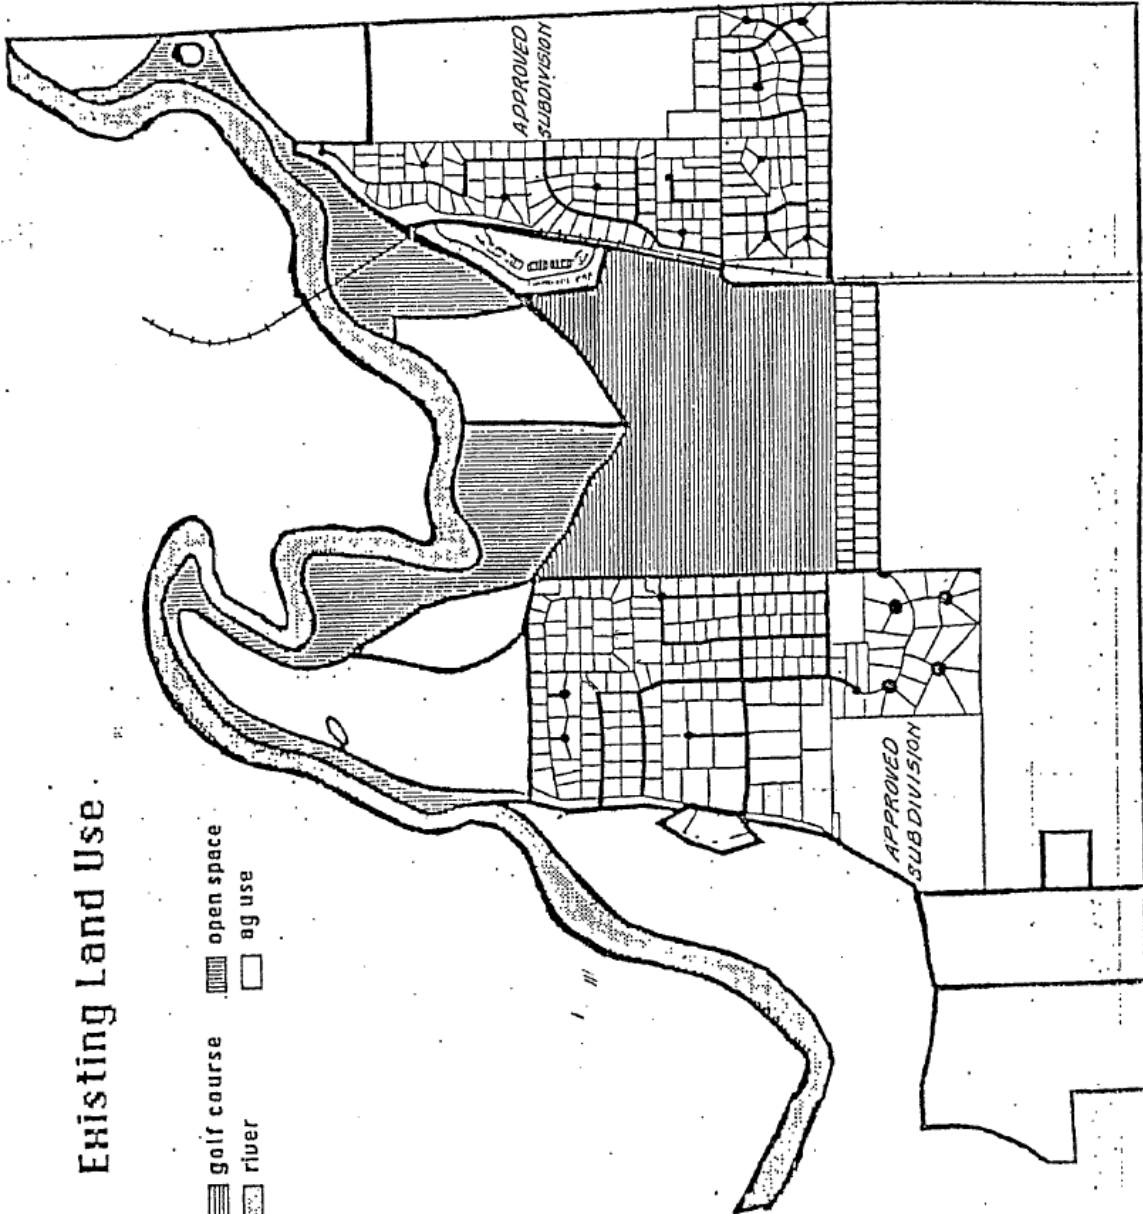 Existing Land Use
golf course
open space
river
ag use
APPROVED
SUBDIVISION
APPROVED
SUBDIVISION